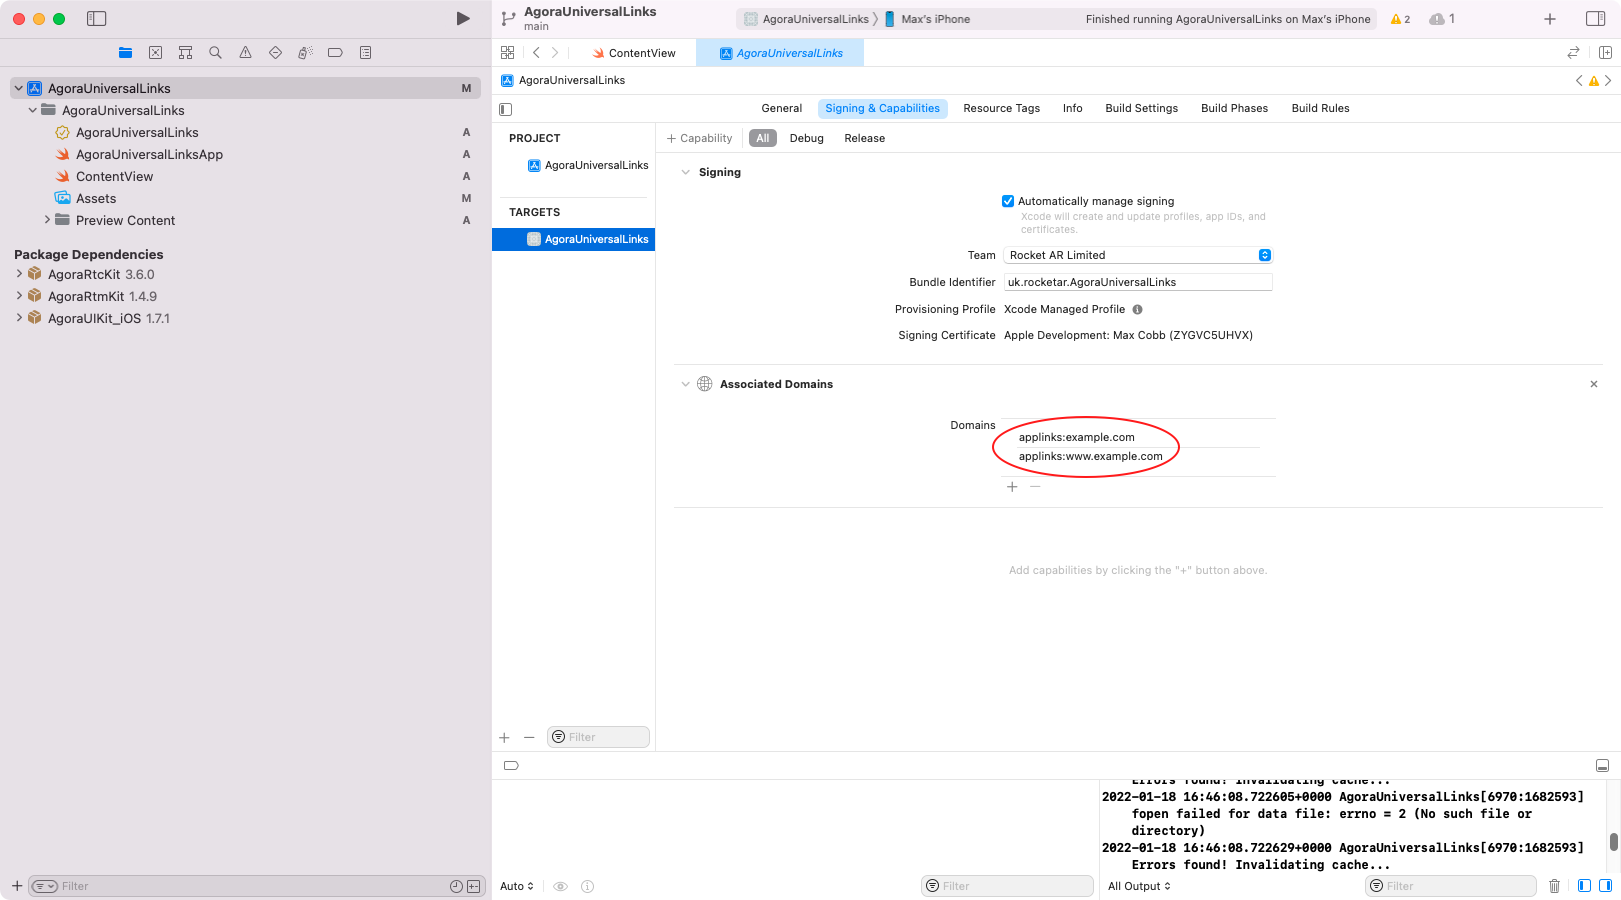 AgoraUniversalLinks
main
AgoraUniversalLinks
Max's iPhone
Finished running AgoraUniversalLinks on Max's iPhone
2
1
ContentView
AgoraUniversalLinks
AgoraUniversalLinks
AgoraUniversalLinks M
AgoraUniversalLinks
AgoraUniversalLinks A
AgoraUniversalLinksApp A
ContentView A
Assets M
Preview Content A
Package Dependencies
AgoraRtcKit 3.6.0
AgoraRtmKit 1.4.9
AgoraUIKit_iOS 1.7.1
Filter
General Signing & Capabilities Resource Tags Info Build Settings Build Phases Build Rules
PROJECT
AgoraUniversalLinks
TARGETS
AgoraUniversalLinks
Filter
+ Capability All Debug Release
Signing
Automatically manage signing
Xcode will create and update profiles, app IDs, and
certificates.
Team Rocket AR Limited
Bundle Identifier uk.rocketar.AgoraUniversalLinks
Provisioning Profile Xcode Managed Profile
Signing Certificate Apple Development: Max Cobb (ZYGVC5UHVX)
Associated Domains
Domains
applinks:example.com
applinks:www.example.com
Add capabilities by clicking the "+" button above.
Errors found! Invalidating cache...
2022-01-18 16:46:08.722605+0000 AgoraUniversalLinks[6970:1682593]
fopen failed for data file: errno = 2 (No such file or
directory)
2022-01-18 16:46:08.722629+0000 AgoraUniversalLinks[6970:1682593]
Errors found! Invalidating cache...
Auto
Filter
All Output
Filter